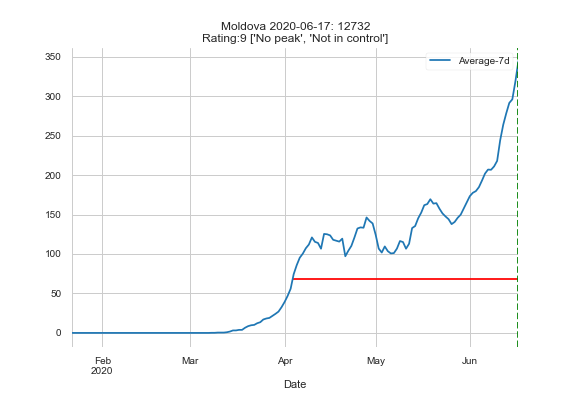 Moldova 2020-06-17: 12732
Rating:9 ['No peak', 'Not in control']
Average-7d
350
300
250
200
150
100
50
0
Feb
2020
Mar
Apr
May
Jun
Date